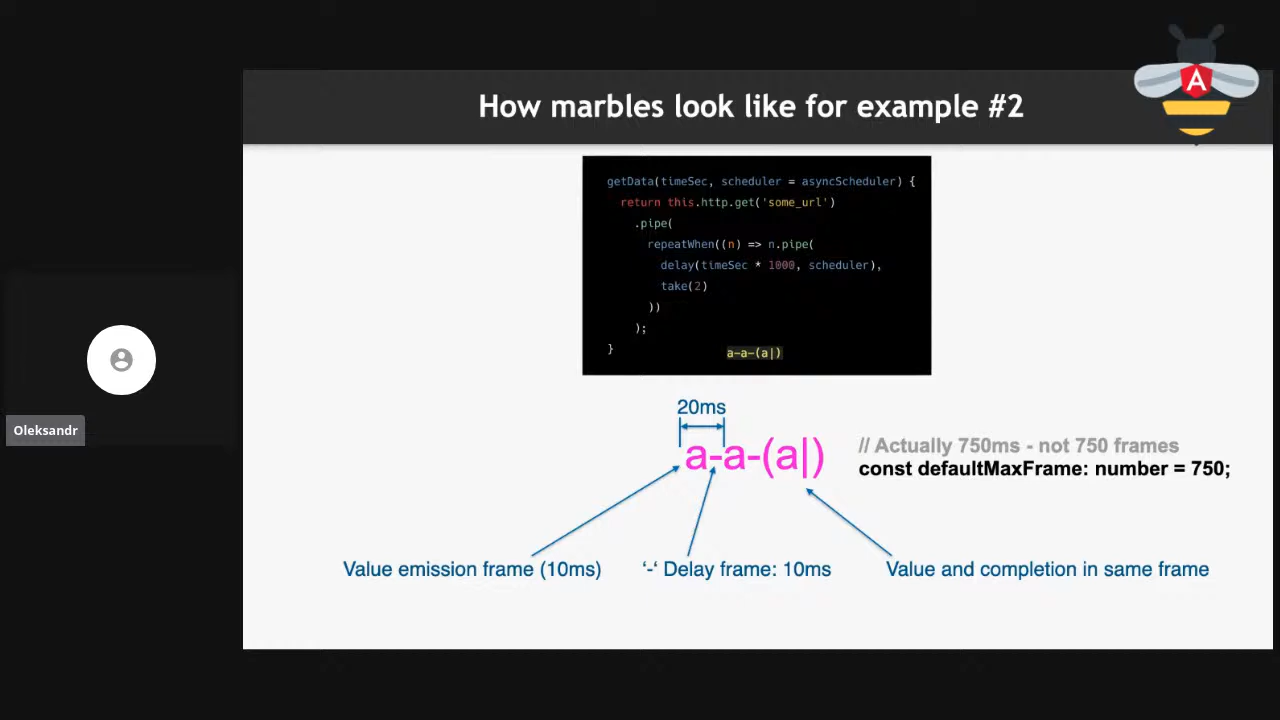 How marbles look like for example #2
A
getData(timeSec, scheduler = asyncScheduler) {
return this.http.get('some_url')
.pipe(
repeatWhen((n) => n.pipe(
delay(timeSec * 1000, scheduler),
take(2)
))
);
}
a-a-(a|)
20ms
a-a-(a|)
// Actually 750ms - not 750 frames
const defaultMaxFrame: number = 750;
Value emission frame (10ms)
‘-‘ Delay frame: 10ms
Value and completion in same frame
Oleksandr